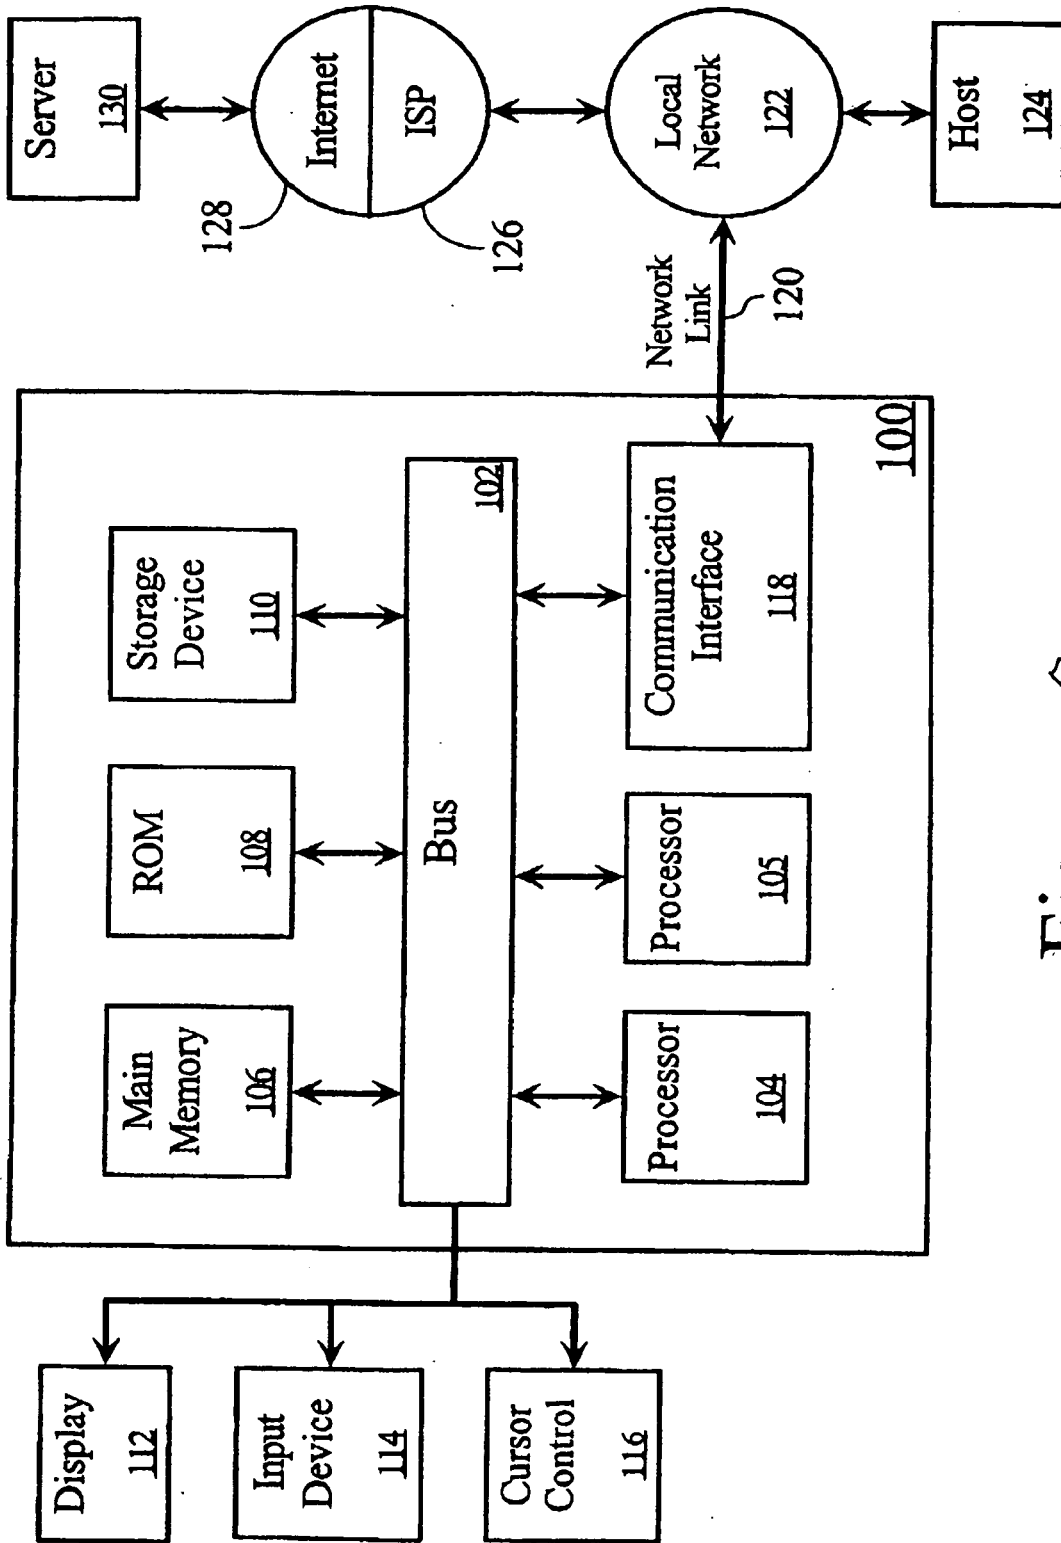 Display
112
Input
Device
114
Cursor
Control
116
Main
Memory
106
ROM
108
Storage
Device
110
Bus
102
Processor
104
Processor
105
Communication
Interface
118
100
Network
Link
120
Server
130
128
Internet
ISP
126
Local
Network
122
Host
124